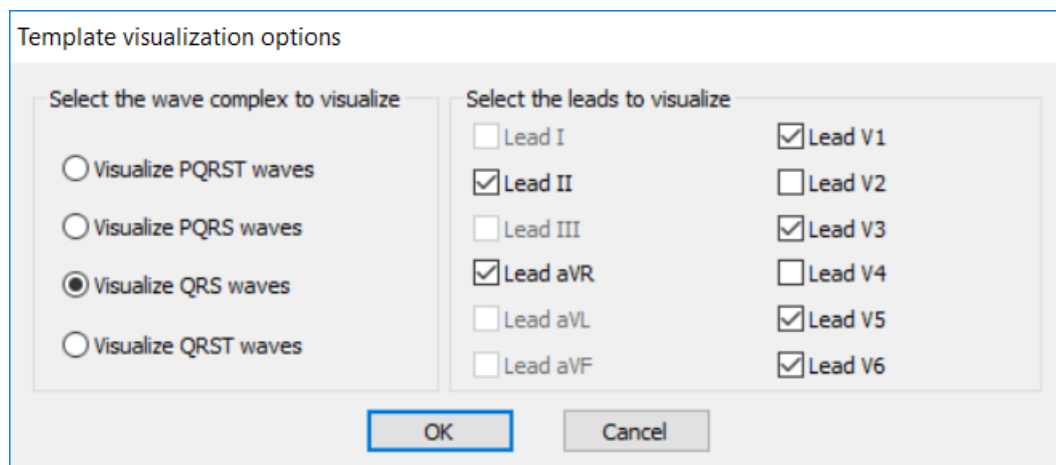 Template visualization options
Select the wave complex to visualize
Visualize PQRST waves
Visualize PQRS waves
Visualize QRS waves
Visualize QRST waves
Select the leads to visualize
Lead I
Lead II
Lead III
Lead aVR
Lead aVL
Lead aVF
Lead V1
Lead V2
Lead V3
Lead V4
Lead V5
Lead V6
OK
Cancel